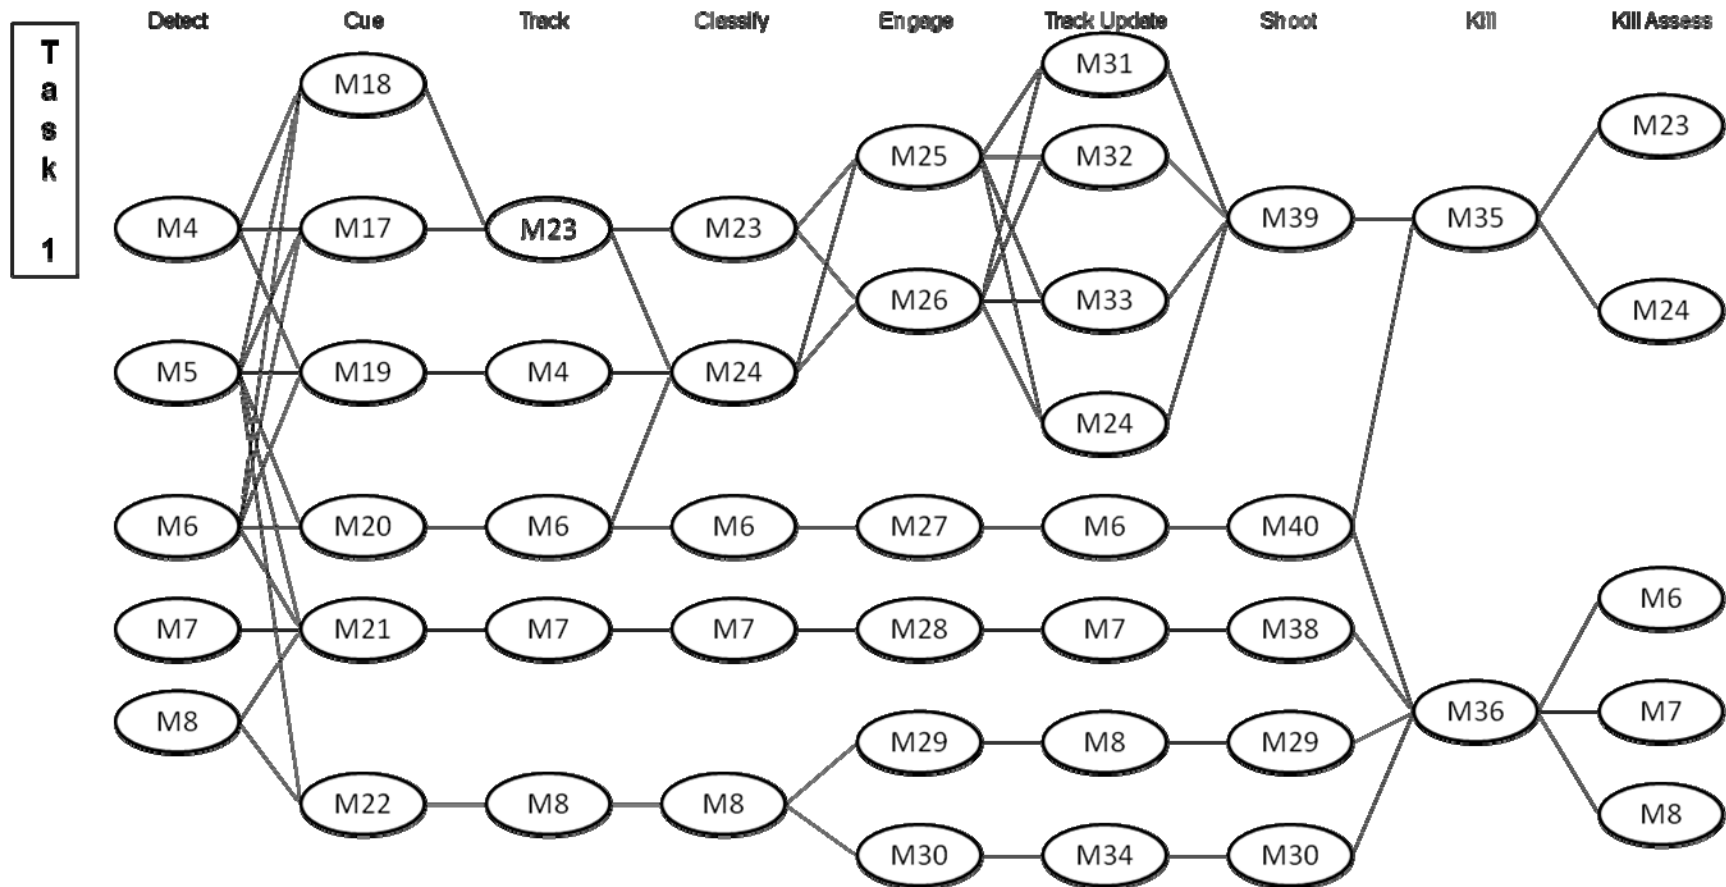 Detect Cue Track Classify Engage Track Update Shoot Kill Kill Assess
Task 1
M31
M18
M23
M25 M32
M4 M17 M23 M23 M39 M35
M26 M33
M24
M5 M19 M4 M24
M24
M6 M20 M6 M6 M27 M6 M40
M6
M7 M21 M7 M7 M28 M7 M38
M8 M36 M7
M29 M8 M29
M22 M8 M8
M8
M30 M34 M30